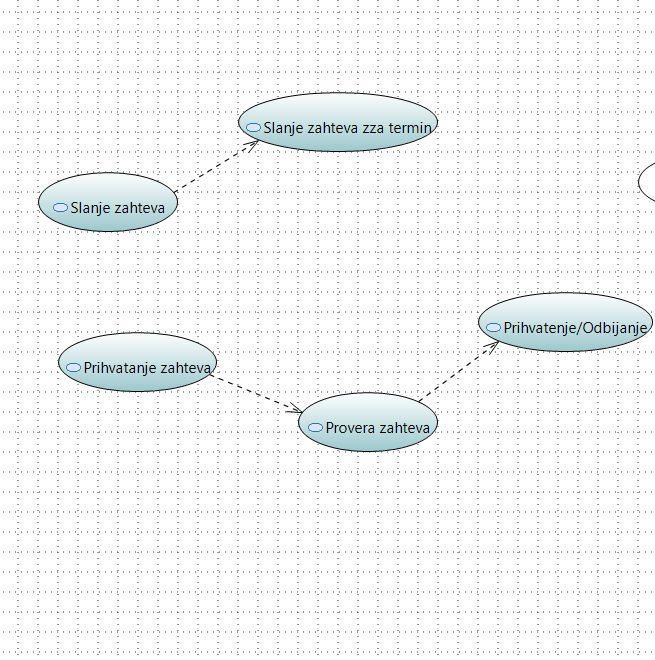 Slanje zahteva zza termin
Slanje zahteva
Prihvatenje/Odbijanje
Prihvatanje zahteva
Provera zahteva